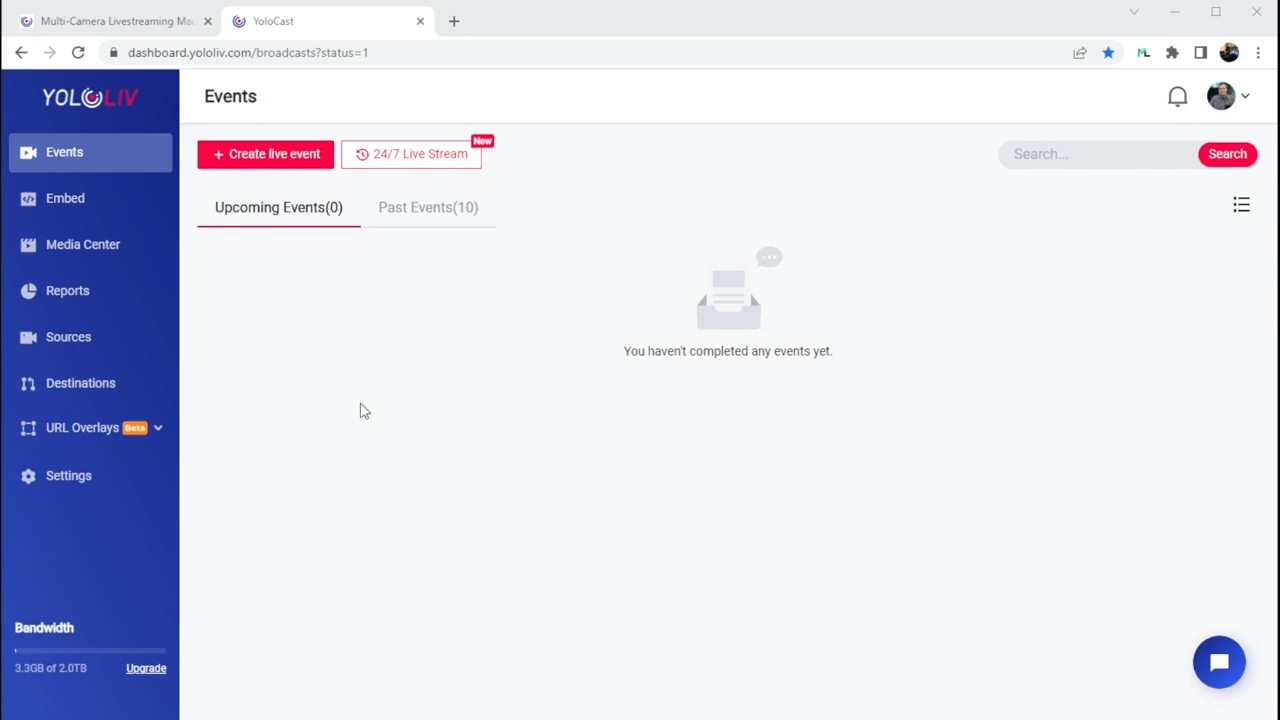 Multi-Camera Livestreaming Mac
YoloCast
dashboard.yololiv.com/broadcasts?status=1
YOLOLIV
Events
Events
Embed
Media Center
Reports
Sources
Destinations
URL Overlays Beta
Settings
Bandwidth
3.3GB of 2.0TB Upgrade
+ Create live event
24/7 Live Stream
New
Search...
Search
Upcoming Events(0)
Past Events(10)
You haven't completed any events yet.